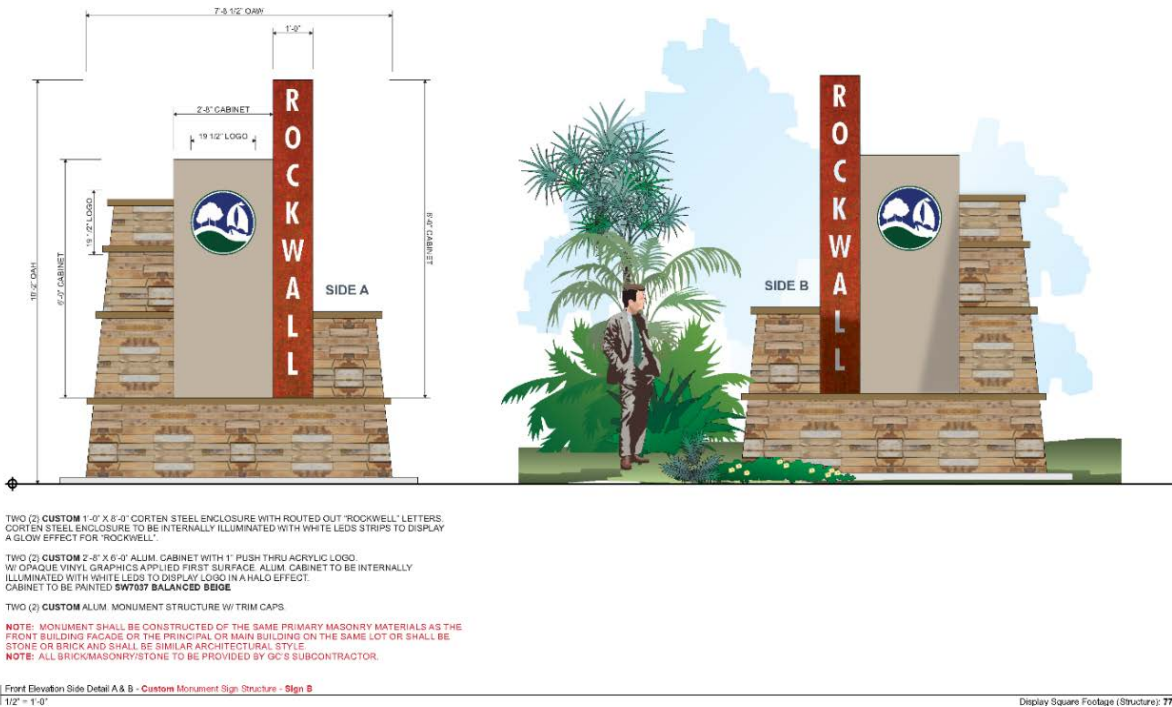 7'-8 1/2" OAW
1'-0"
2'-8" CABINET
19 1/2" LOGO
19 1/2" LOGO
6'-0" CABINET
10'-2" OAH
8'-0" CABINET
ROCKWALL
SIDE A
ROCKWALL
SIDE B
TWO (2) CUSTOM 1'-0" X 8'-0" CORTEN STEEL ENCLOSURE WITH ROUTED OUT "ROCKWELL" LETTERS.
CORTEN STEEL ENCLOSURE TO BE INTERNALLY ILLUMINATED WITH WHITE LEDS STRIPS TO DISPLAY
A GLOW EFFECT FOR "ROCKWELL".
TWO (2) CUSTOM 2'-8" X 6'-0" ALUM. CABINET WITH 1" PUSH THRU ACRYLIC LOGO.
W/ OPAQUE VINYL GRAPHICS APPLIED FIRST SURFACE. ALUM. CABINET TO BE INTERNALLY
ILLUMINATED WITH WHITE LEDS TO DISPLAY LOGO IN A HALO EFFECT.
CABINET TO BE PAINTED SW7037 BALANCED BEIGE
TWO (2) CUSTOM ALUM. MONUMENT STRUCTURE W/ TRIM CAPS
NOTE: MONUMENT SHALL BE CONSTRUCTED OF THE SAME PRIMARY MASONRY MATERIALS AS THE
FRONT BUILDING FACADE OR THE PRINCIPAL OR MAIN BUILDING ON THE SAME LOT OR SHALL BE
STONE OR BRICK AND SHALL BE SIMILAR ARCHITECTURAL STYLE.
NOTE: ALL BRICK/MASONRY/STONE TO BE PROVIDED BY GC'S SUBCONTRACTOR.
Front Elevation Side Detail A & B - Custom Monument Sign Structure - Sign B
1/2" = 1'-0"
Display Square Footage (Structure): 77